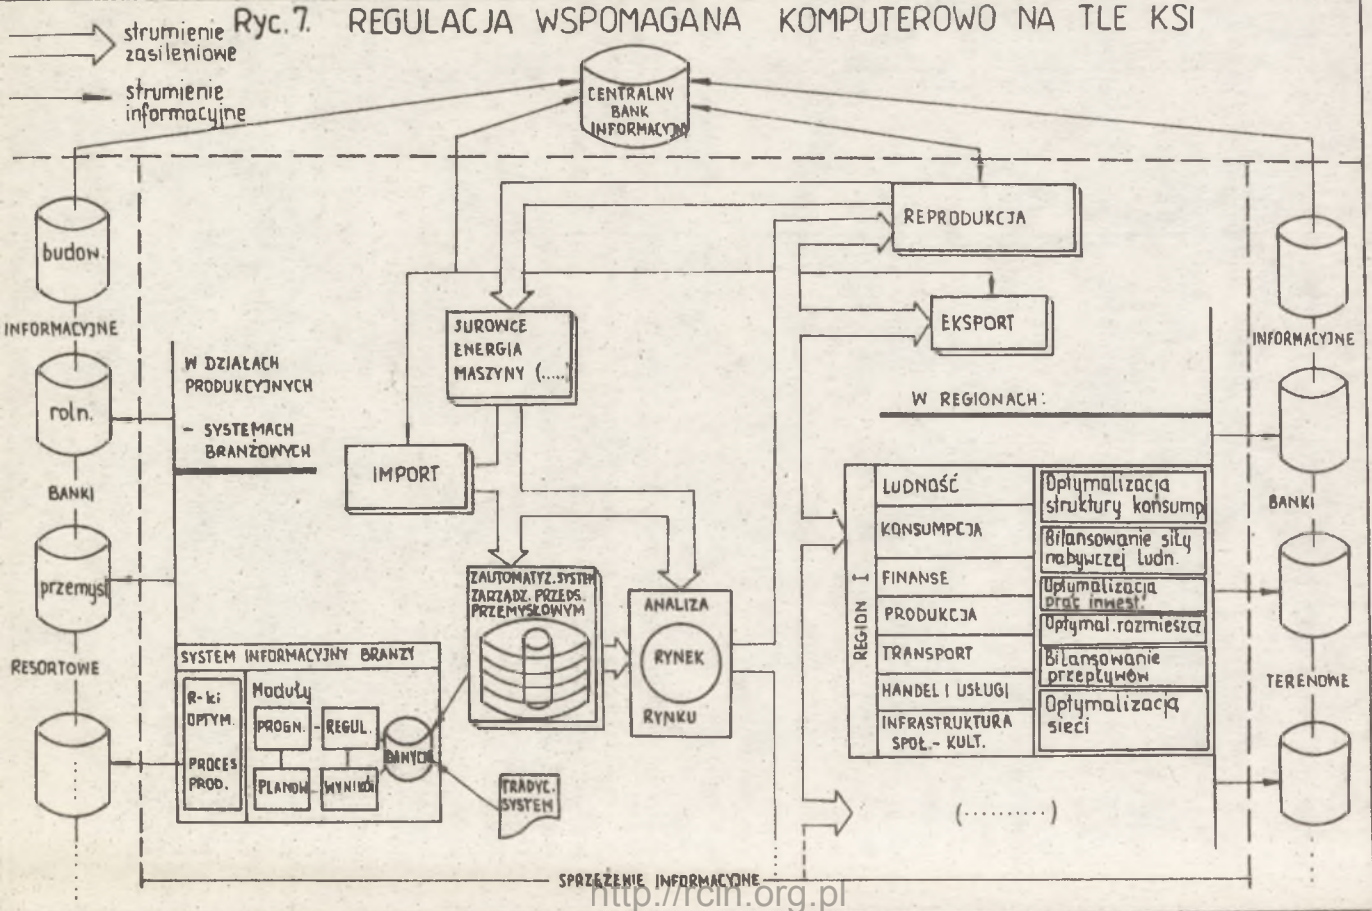 Ryc. 7. REGULACJA WSPOMAGANA KOMPUTEROWO NA TLE KSI
strumienie
zasileniowe
strumienie
informacyjne
CENTRALNY
BANK
INFORMACYJN
budow.
INFORMACYJNE
roln.
BANKI
przemysł
RESORTOWE
W DZIAŁACH
PRODUKCYJNYCH
- SYSTEMACH
BRANŻOWYCH
SUROWCE
ENERGIA
MASZYNY (.....)
IMPORT
REPRODUKCJA
EKSPORT
W REGIONACH:
ZAUTOMATYZ. SYSTEM
ZARZĄDZ. PRZEDS.
PRZEMYSŁOWYM
ANALIZA
RYNEK
RYNKU
SYSTEM INFORMACYJNY BRANŻY
R-ki
OPTYM.
PROCES
PROD.
Moduły
PROGN. - REGUL.
PLANOW WYNIKÓ
DANYCH
TRADYC.
SYSTEM
REGION I
LUDNOŚĆ
KONSUMPCJA
FINANSE
PRODUKCJA
TRANSPORT
HANDEL I USŁUGI
INFRASTRUKTURA
SPOŁ.- KULT.
Optymalizacja
struktury konsump
Bilansowanie siły
nabywczej ludn.
Optymalizacja
prac inwest.
Optymal. rozmieszcz
Bilansowanie
przepływów
Optymalizacja
sieci
(..........)
INFORMACYJNE
BANKI
TERENOWE
SPRZĘŻENIE INFORMACYJNE
http://rcin.org.pl